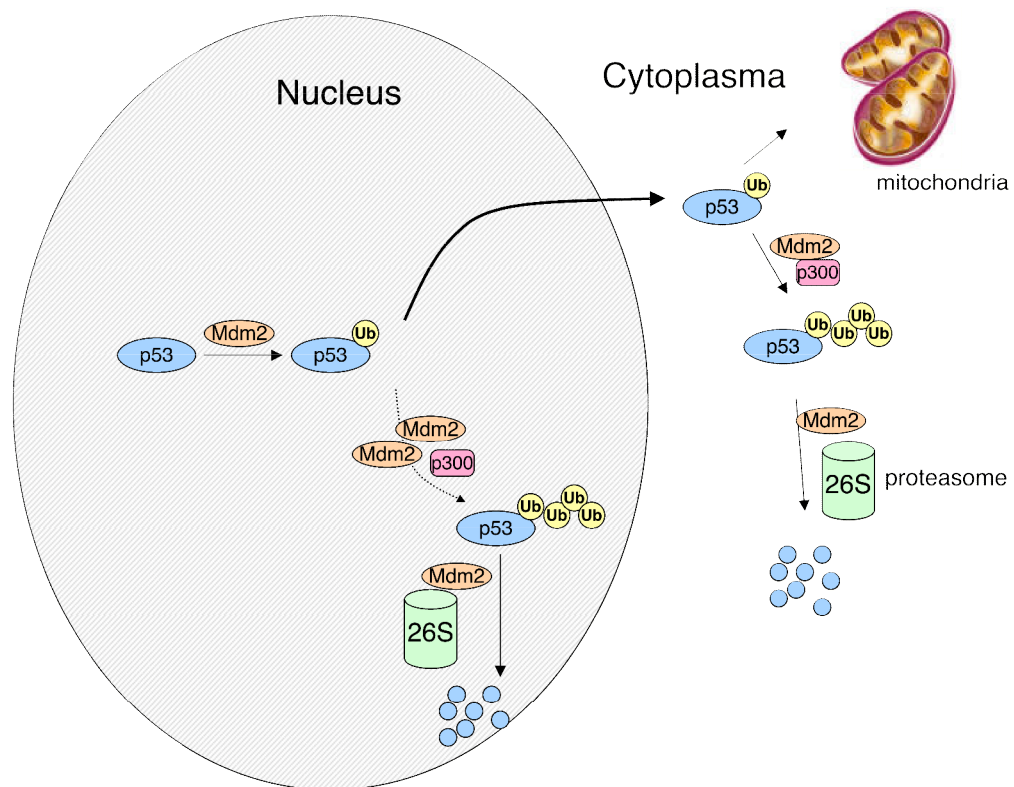 Nucleus
Cytoplasma
mitochondria
Ub
p53
Mdm2
p300
Ub
Ub
Ub
Ub
p53
Mdm2
26S
proteasome
Mdm2
p53
Ub
p53
Mdm2
Mdm2
p300
Ub
Ub
Ub
Ub
p53
Mdm2
26S